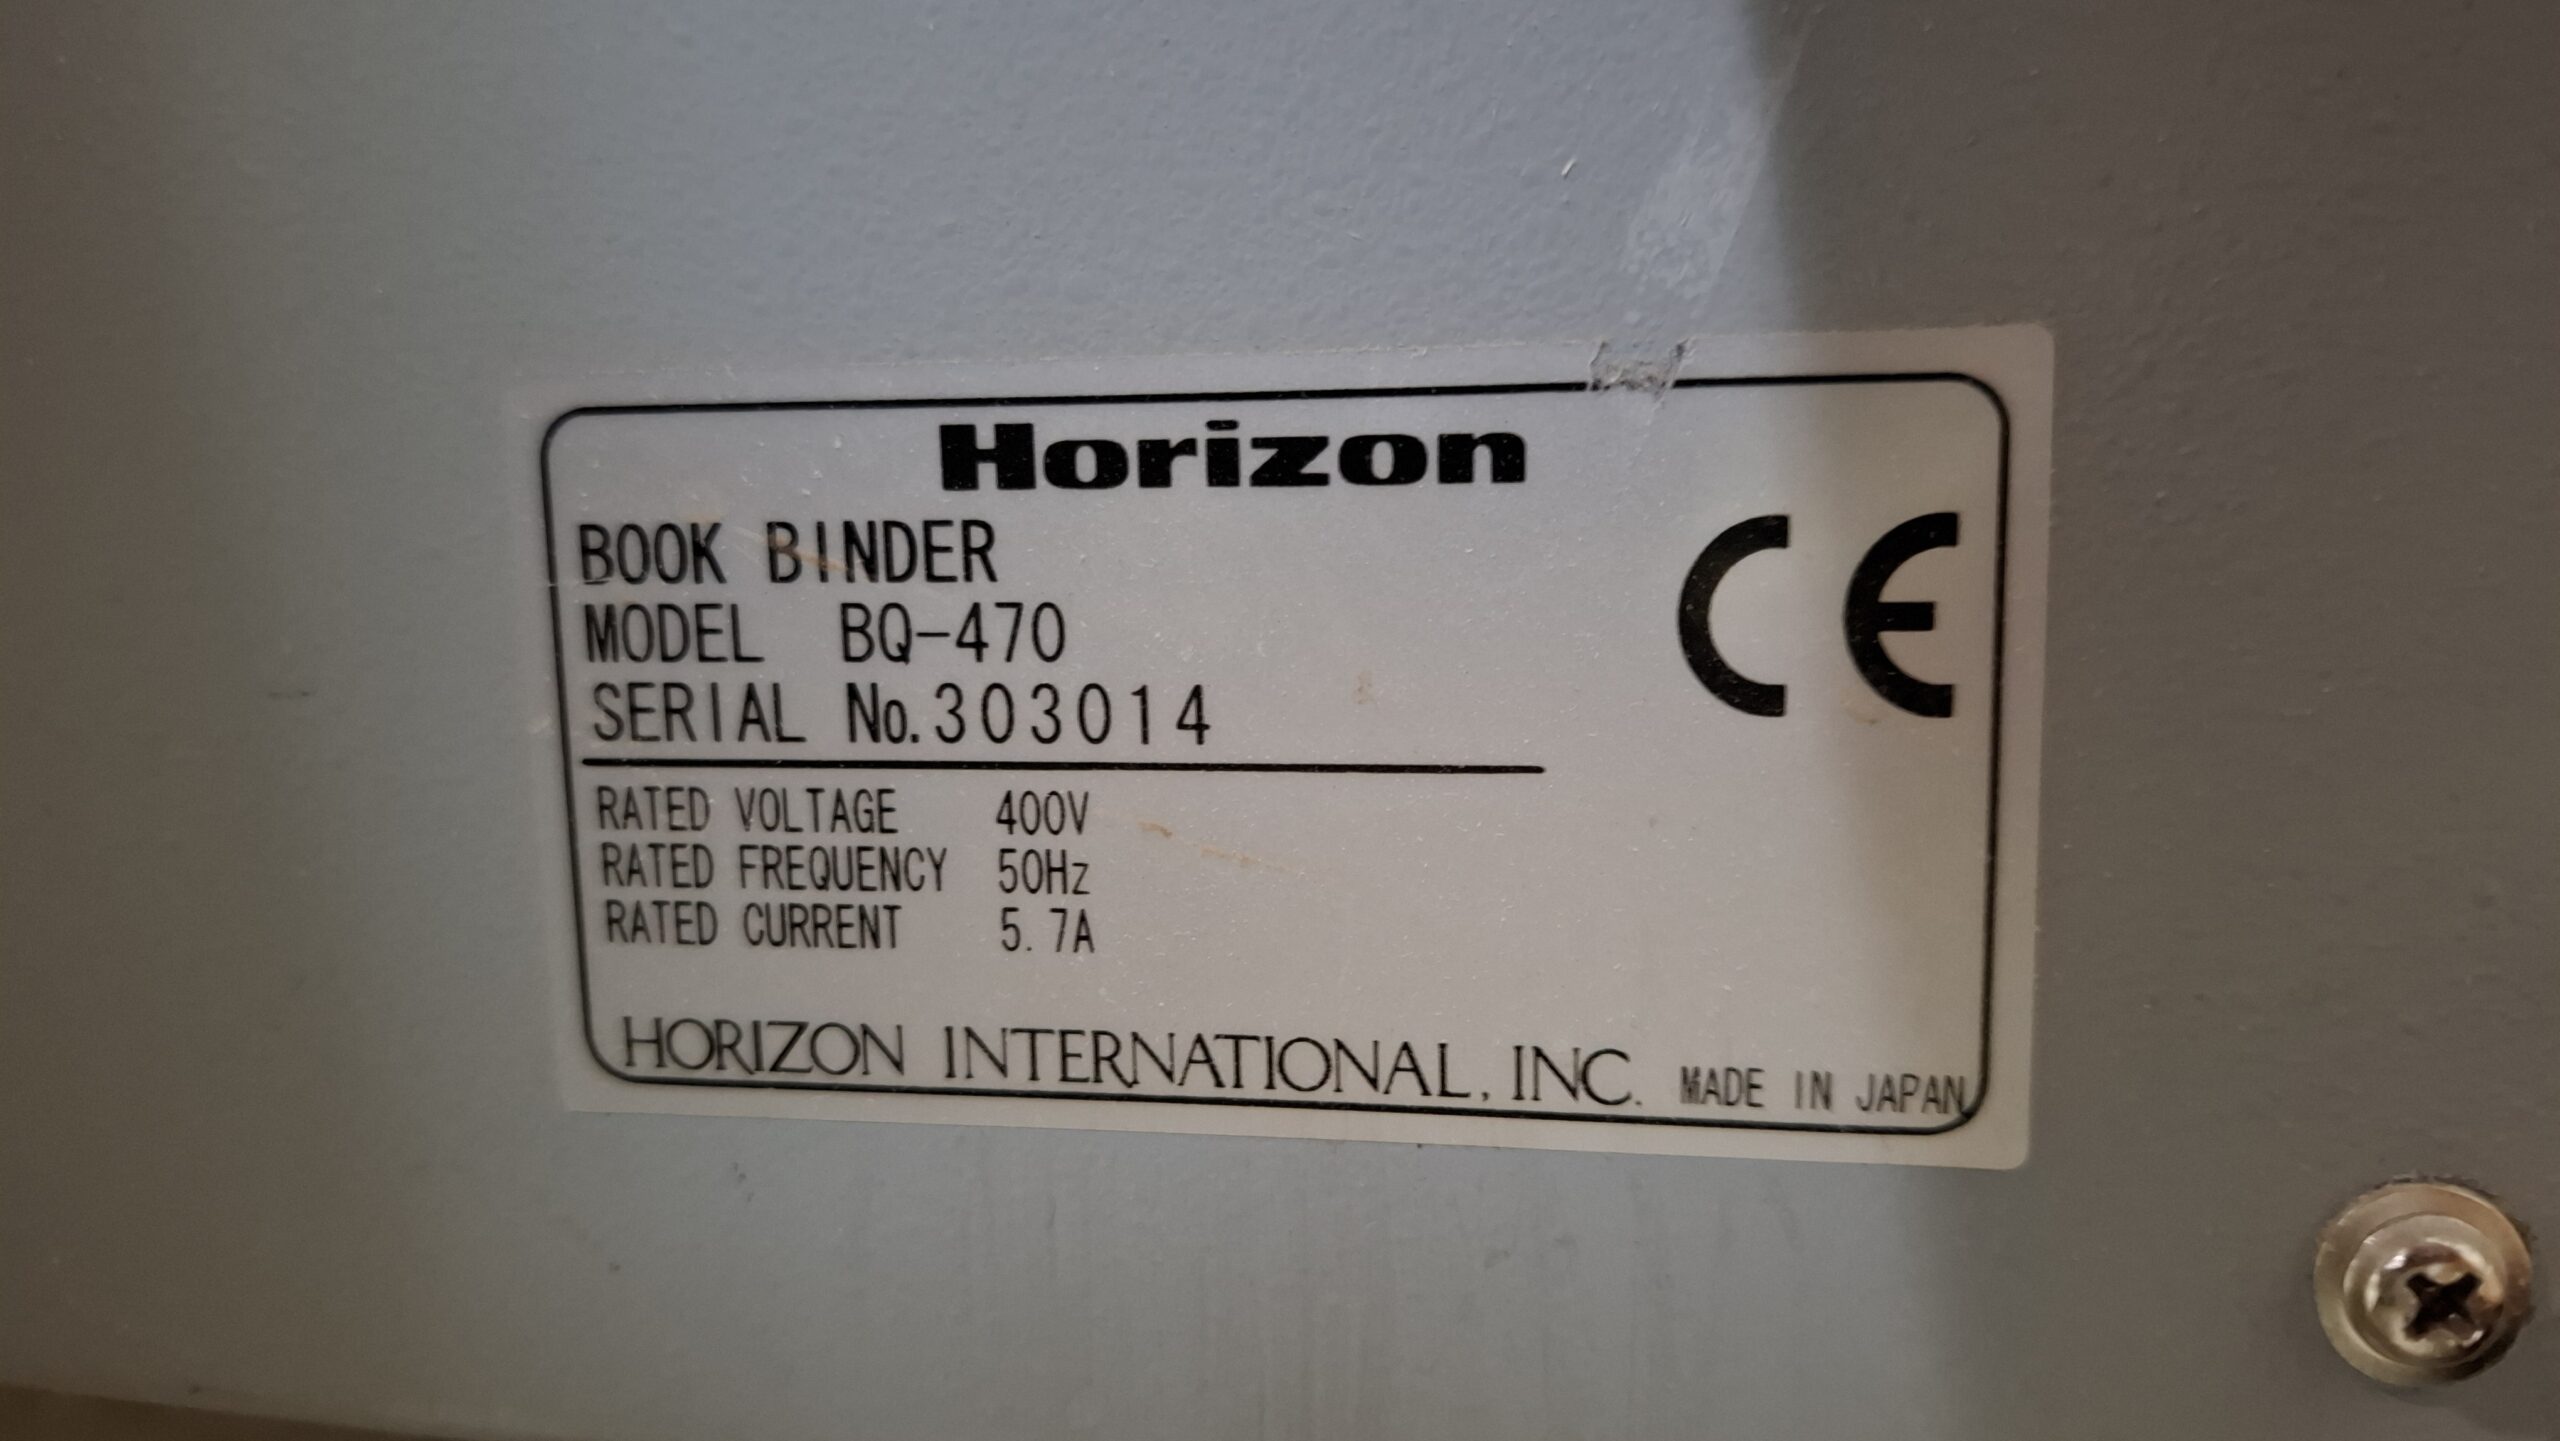 Horizon
BOOK BINDER
MODEL BQ-470
SERIAL No.303014
CE
RATED VOLTAGE 400V
RATED FREQUENCY 50Hz
RATED CURRENT 5.7A
HORIZON INTERNATIONAL, INC. MADE IN JAPAN